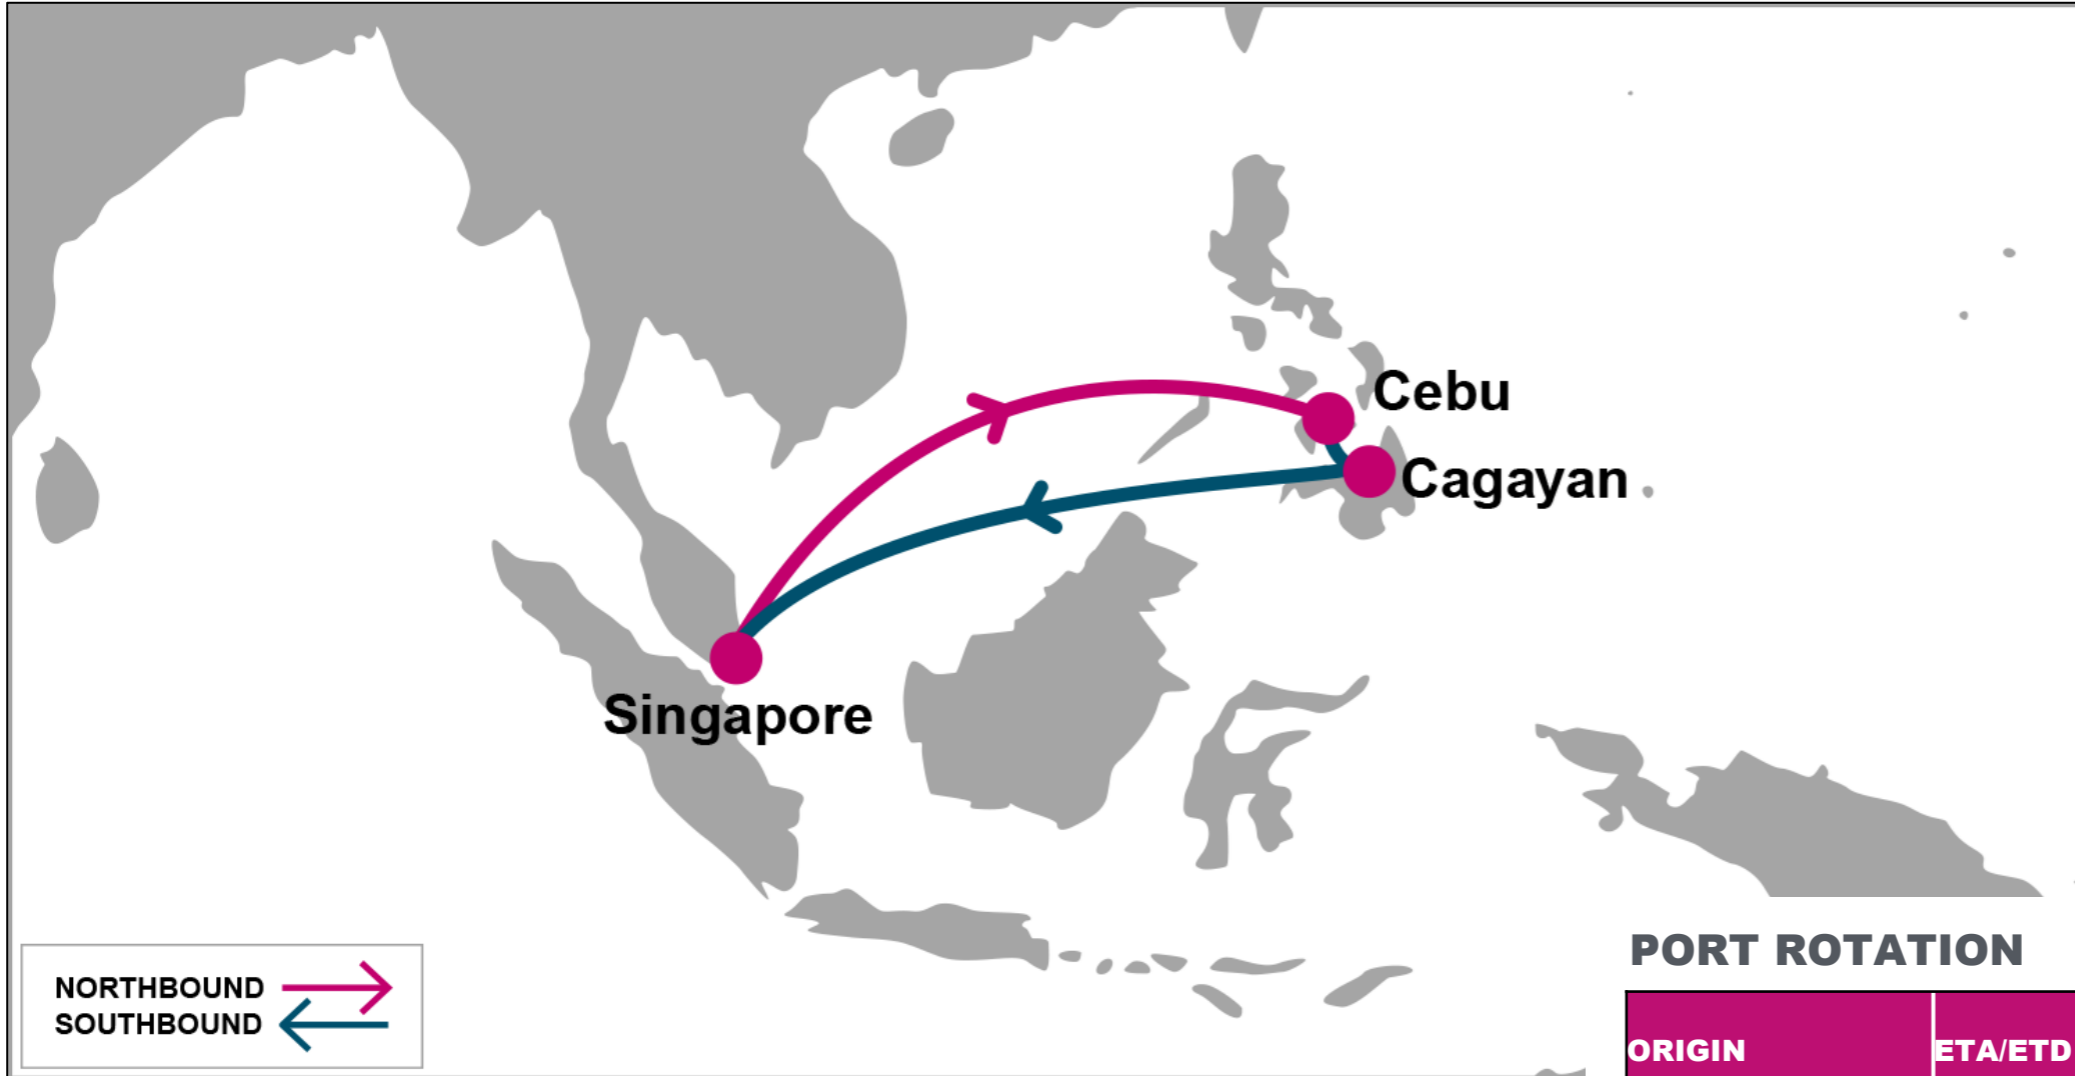 Cebu
Cagayan
Singapore
NORTHBOUND
SOUTHBOUND
PORT ROTATION
ORIGIN ETA/ETD